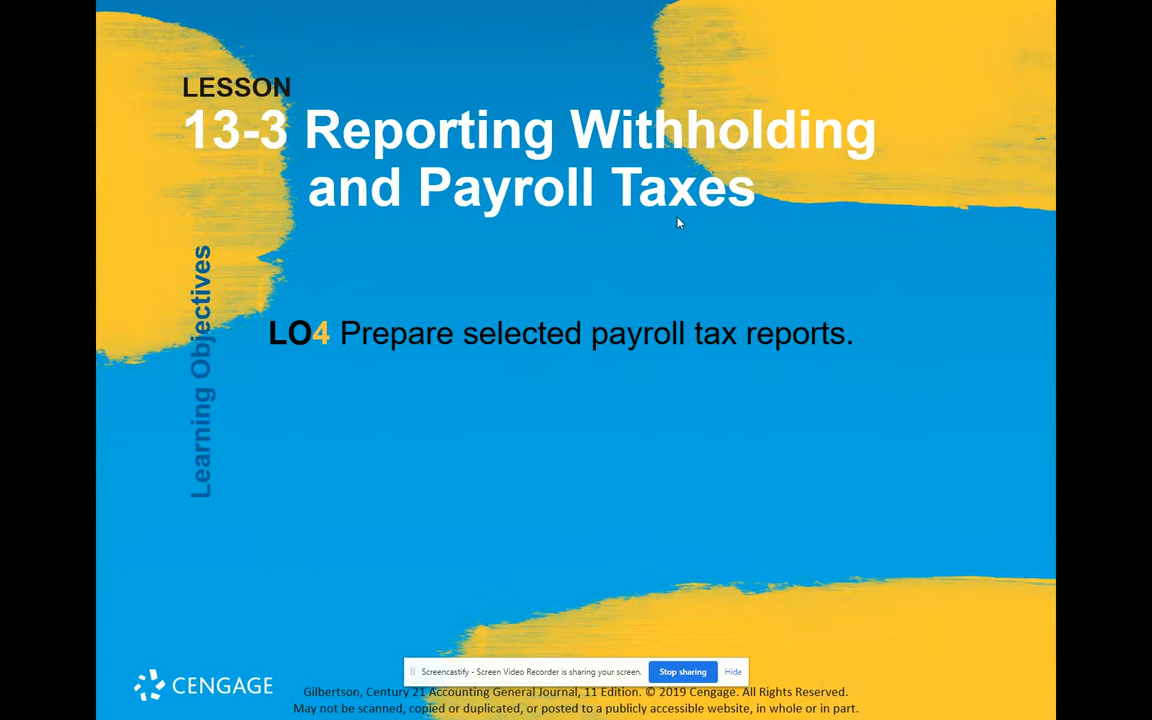 LESSON
13-3 Reporting Withholding
and Payroll Taxes
Learning Objectives
LO4 Prepare selected payroll tax reports.
Screencastify - Screen Video Recorder is sharing your screen. Stop sharing Hide
CENGAGE
Gilbertson, Century 21 Accounting General Journal, 11 Edition. © 2019 Cengage. All Rights Reserved.
May not be scanned, copied or duplicated, or posted to a publicly accessible website, in whole or in part.